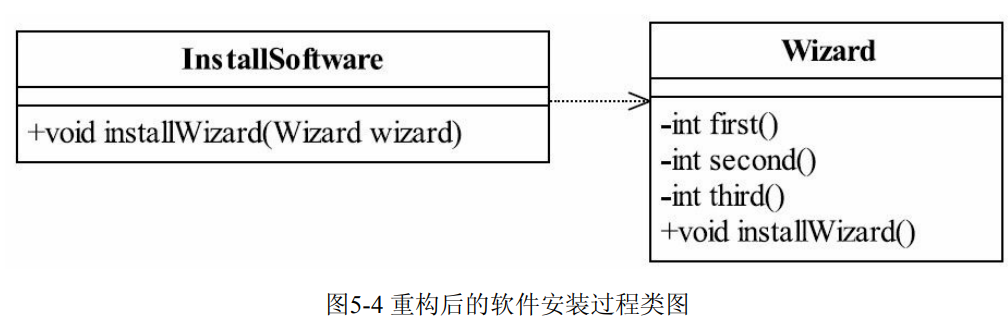 InstallSoftware
+void installWizard(Wizard wizard)
Wizard
-int first()
-int second()
-int third()
+void installWizard()
图5-4 重构后的软件安装过程类图